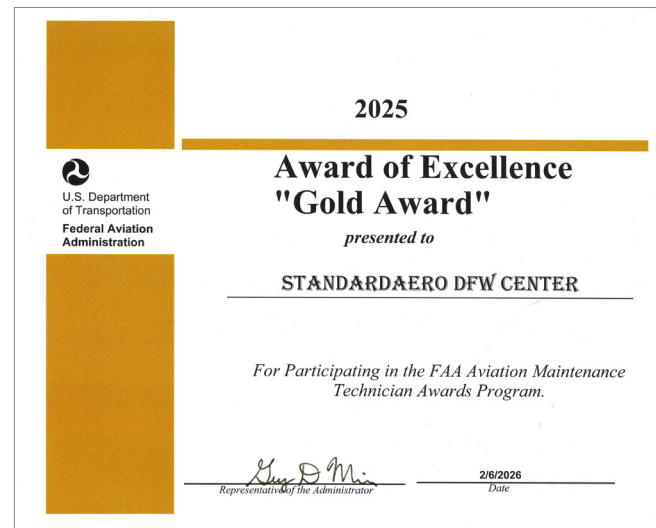 2025
Award of Excellence
"Gold Award"
U.S. Department
of Transportation
Federal Aviation
Administration
presented to
STANDARDAERO DFW CENTER
For Participating in the FAA Aviation Maintenance
Technician Awards Program.
2/6/2026
Representative of the Administrator
Date